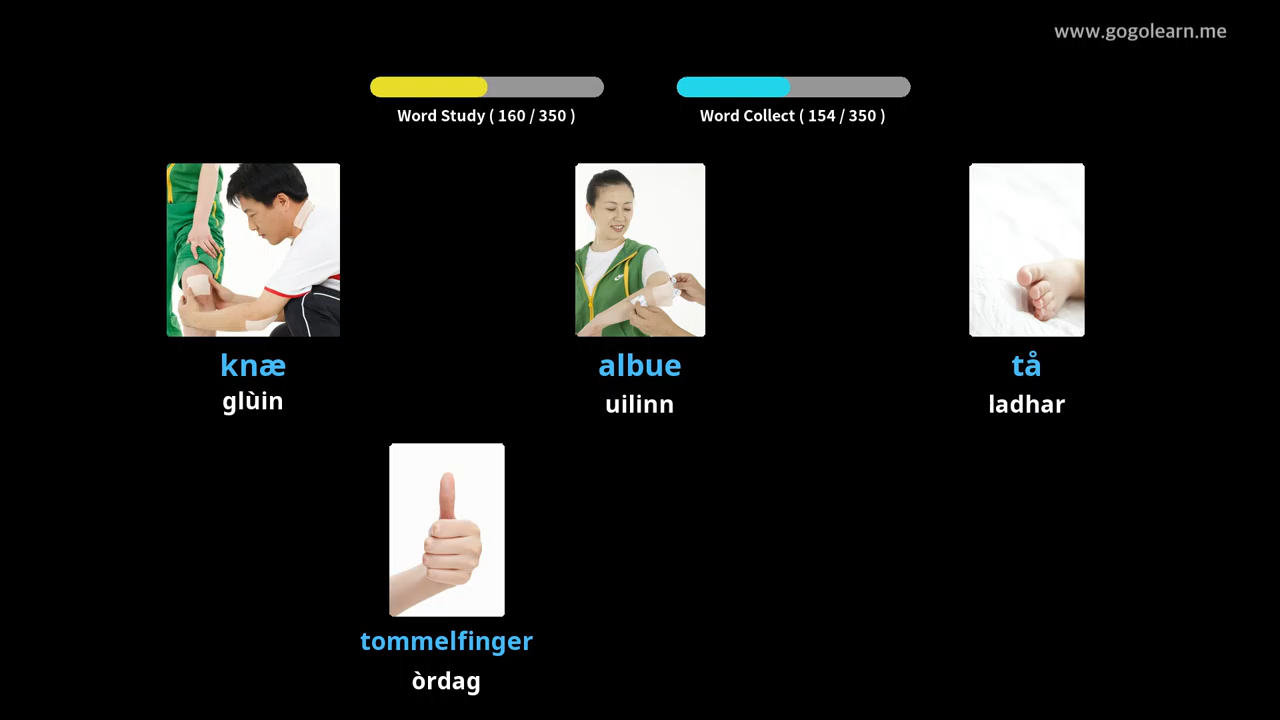 www.gogolearn.me
Word Study ( 160 / 350 )
Word Collect ( 154 / 350 )
knæ
albue
tå
glùin
uilinn
ladhar
tommelfinger
òrdag